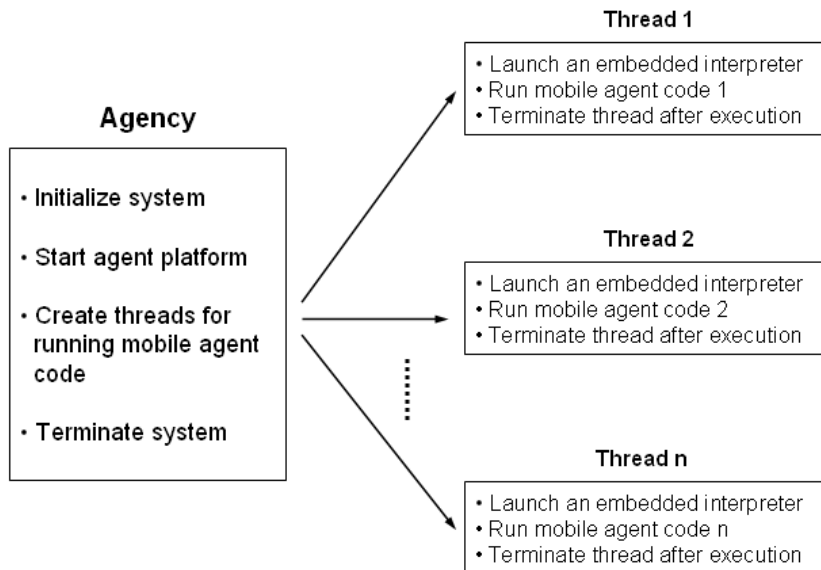 Agency
• Initialize system
• Start agent platform
• Create threads for
running mobile agent
code
• Terminate system
Thread 1
• Launch an embedded interpreter
• Run mobile agent code 1
• Terminate thread after execution
Thread 2
• Launch an embedded interpreter
• Run mobile agent code 2
• Terminate thread after execution
Thread n
• Launch an embedded interpreter
• Run mobile agent code n
• Terminate thread after execution